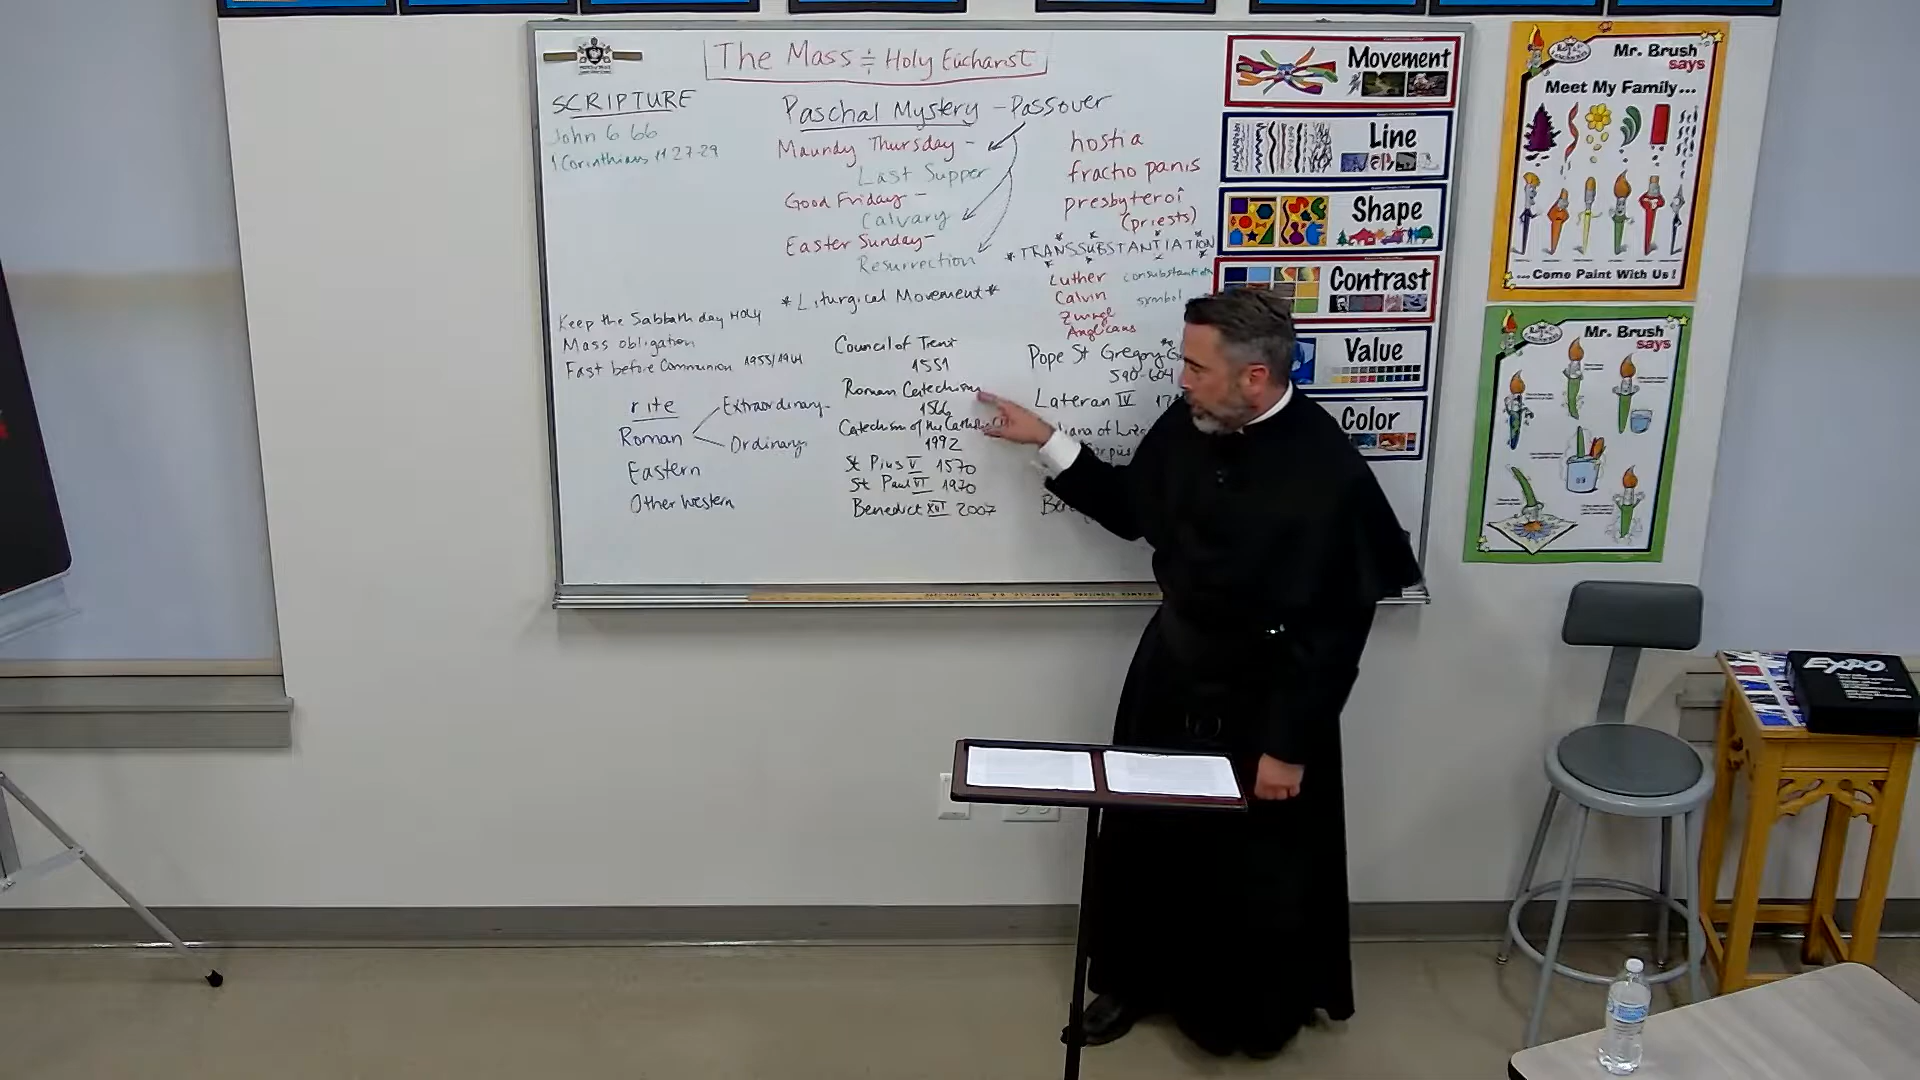 The Mass & Holy Eucharist
SCRIPTURE
John 6 66
1 Corinthians 11 27-29
Paschal Mystery - Passover
Maundy Thursday -
Last Supper
Good Friday -
Calvary
Easter Sunday -
Resurrection
* Liturgical Movement *
hostia
fractio panis
presbyteroi
(priests)
* TRANSSUBSTANTIATION
Luther consubstantiation
Calvin symbol
Zwingli
Anglicans
Keep the Sabbath day HOLY
Mass obligation
Fast before Communion 1953/1964
rite
Roman
Extraordinary
Ordinary
Eastern
Other Western
Council of Trent
1551
Roman Catechism
1566
Catechism of the Catholic
1992
St Pius V 1570
St Paul VI 1970
Benedict XVI 2007
Pope St Gregory
590-604
Lateran IV
Movement
Line
Shape
Contrast
Value
Color
Mr. Brush
says
Meet My Family...
...Come Paint With Us!
Mr. Brush
says
EXPO